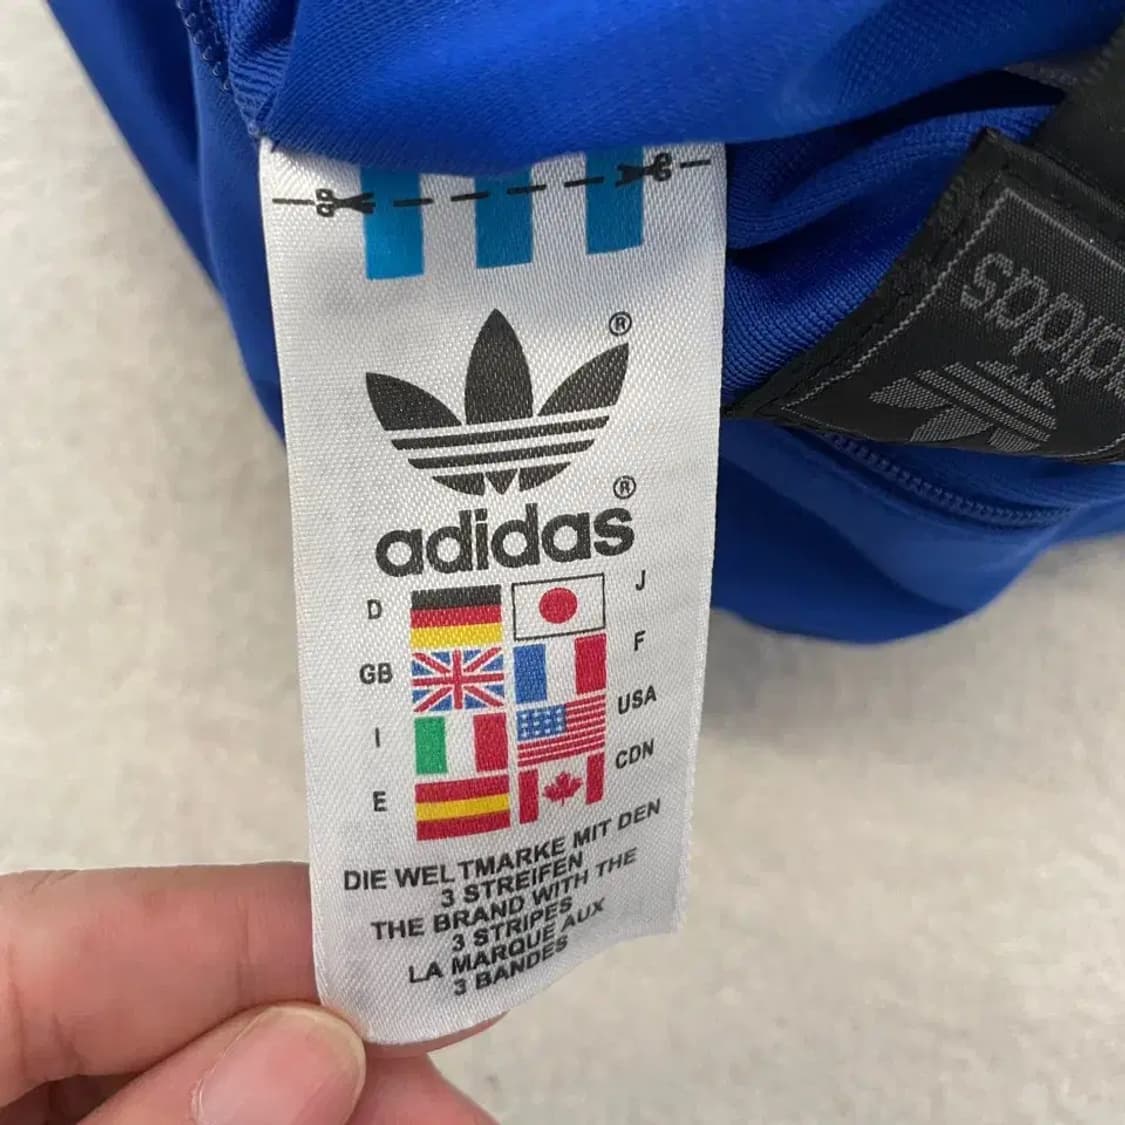 ®
®
adidas
D
J
GB
F
I
USA
E
CDN
DIE WELTMARKE MIT DEN
3 STREIFEN
THE BRAND WITH THE
3 STRIPES
LA MARQUE AUX
3 BANDES
adidas